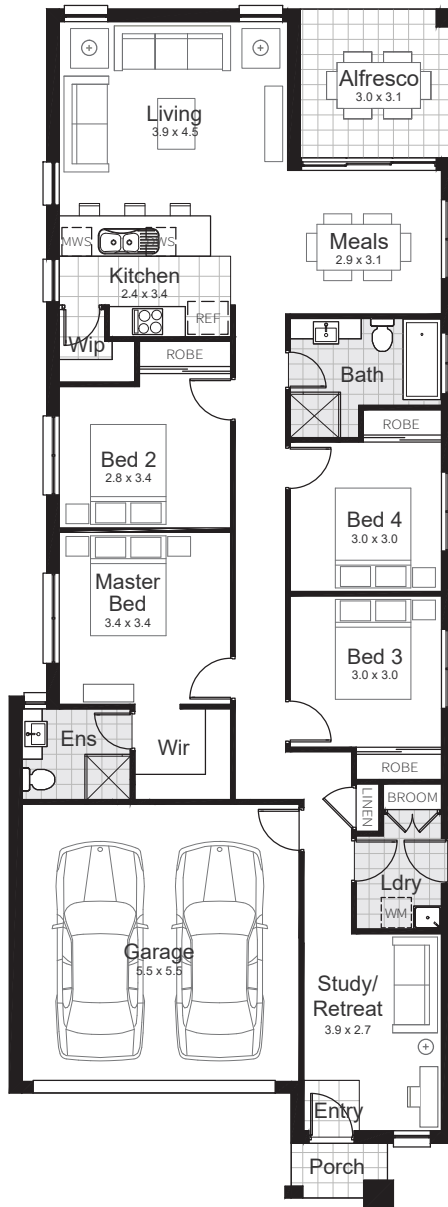 Alfresco
3.0 x 3.1
Living
3.9 x 4.5
MWS
WS
Meals
2.9 x 3.1
Kitchen
2.4 x 3.4
REF
Wip
ROBE
Bath
ROBE
Bed 2
2.8 x 3.4
Bed 4
3.0 x 3.0
Master
Bed
3.4 x 3.4
Bed 3
3.0 x 3.0
Ens
Wir
ROBE
LINEN
BROOM
Ldry
WM
Garage
5.5 x 5.5
Study/
Retreat
3.9 x 2.7
Entry
Porch